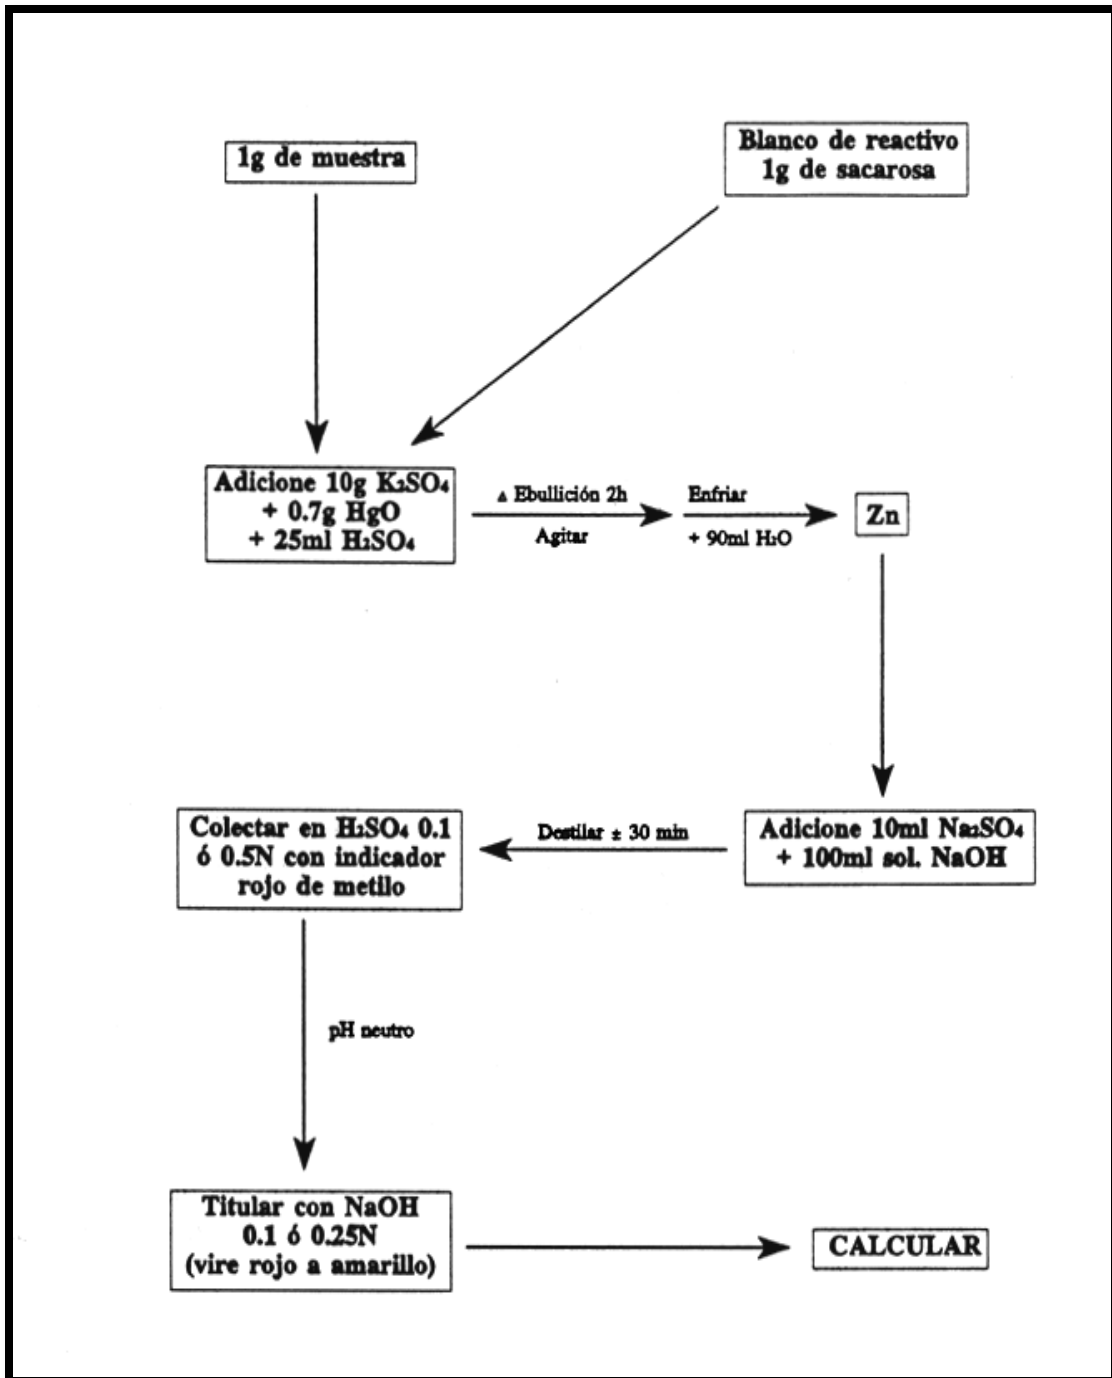 1g de muestra
Blanco de reactivo
1g de sacarosa
Adicione 10g K₂SO₄
+ 0.7g HgO
+ 25ml H₂SO₄
▲ Ebullición 2h
Agitar
Enfriar
+ 90ml H₂O
Zn
Adicione 10ml Na₂SO₄
+ 100ml sol. NaOH
Destilar ± 30 min
Colectar en H₂SO₄ 0.1
ó 0.5N con indicador
rojo de metilo
pH neutro
Titular con NaOH
0.1 ó 0.25N
(vire rojo a amarillo)
CALCULAR